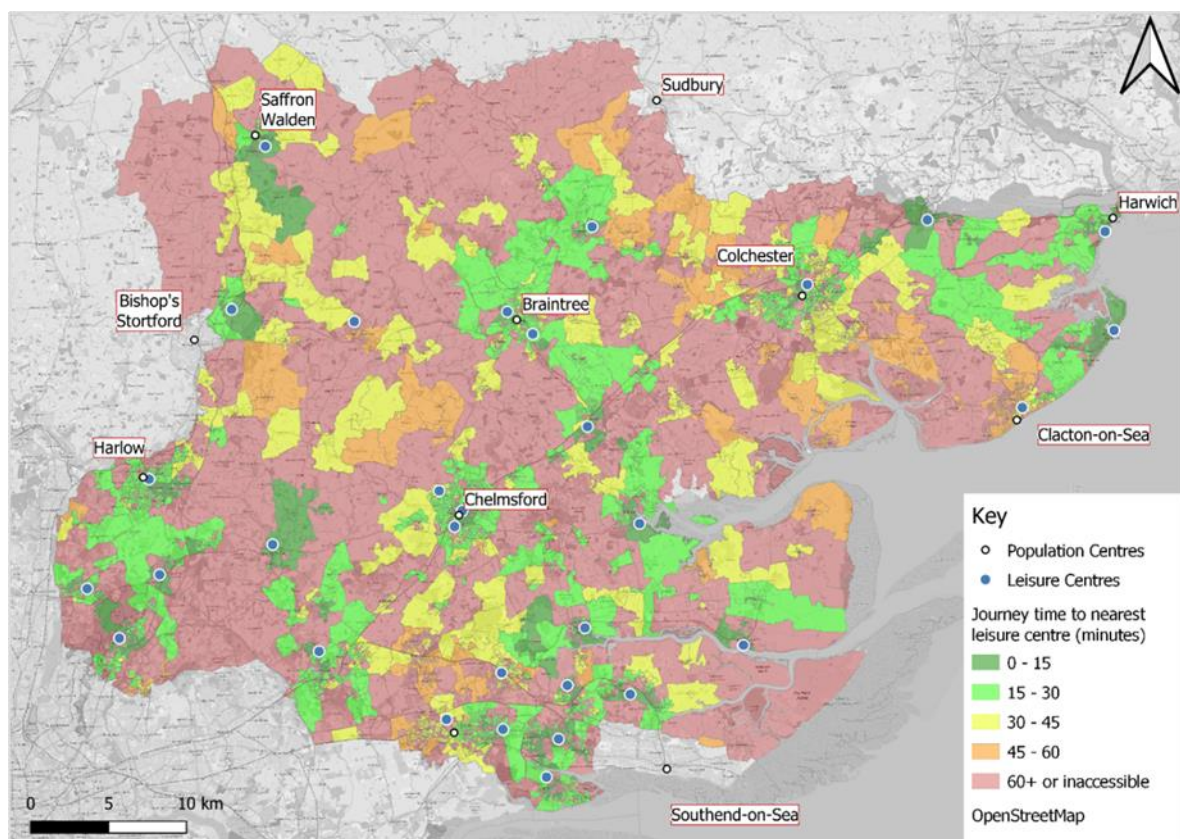 Sudbury
Saffron
Walden
Harwich
Colchester
Bishop's
Stortford
Braintree
Clacton-on-Sea
Harlow
Chelmsford
Southend-on-Sea
Key
Population Centres
Leisure Centres
Journey time to nearest
leisure centre (minutes)
0 - 15
15 - 30
30 - 45
45 - 60
60+ or inaccessible
OpenStreetMap
0 5 10 km